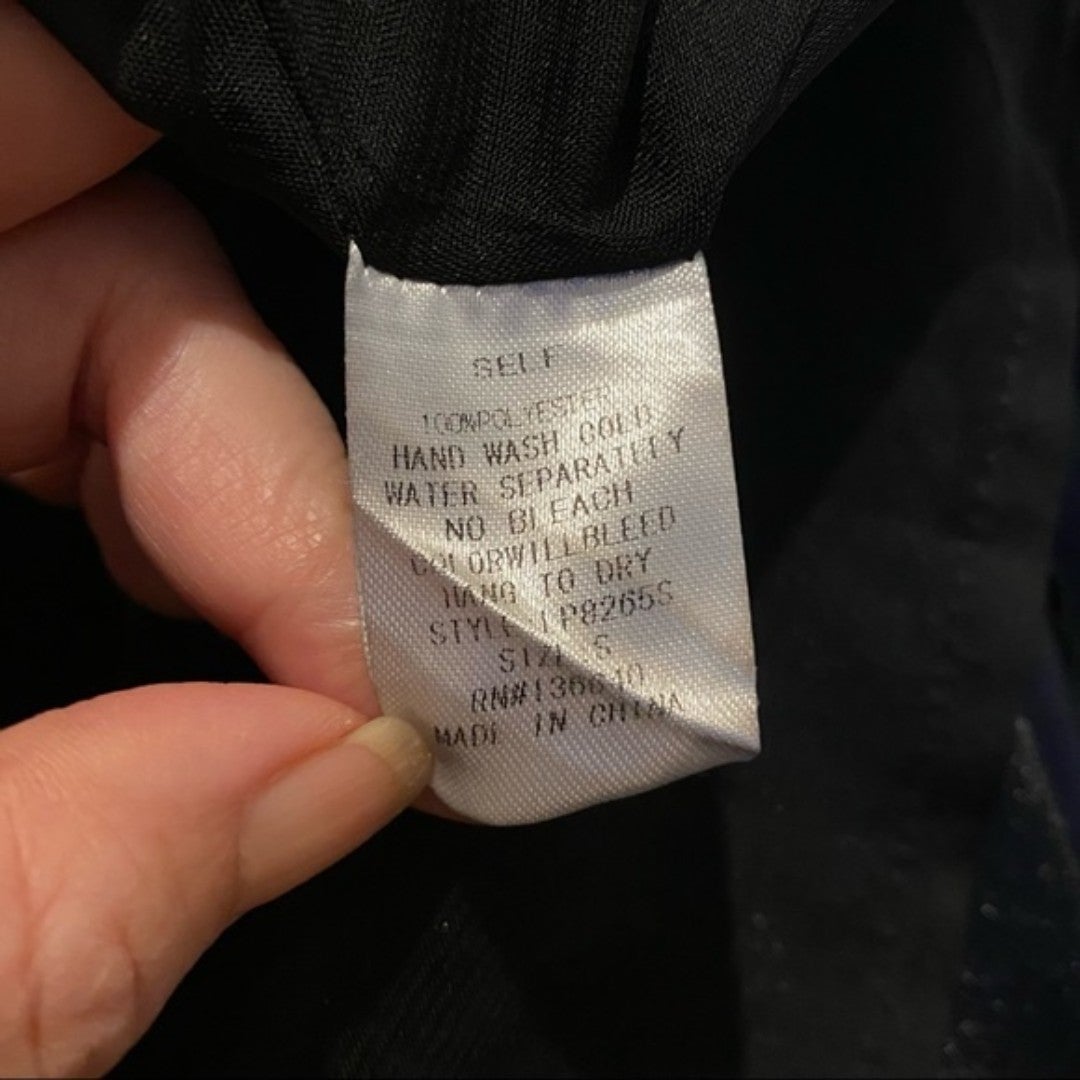 SELF
100%POLYESTER
HAND WASH COLD
WATER SEPARATELY
NO BLEACH
COLORWILLBLEED
HANG TO DRY
STYLE LP8265S
SIZE S
MADE IN CHINA